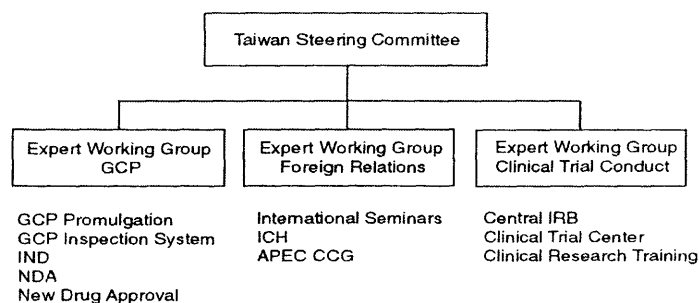 Taiwan Steering Committee
Expert Working Group
GCP
Expert Working Group
Foreign Relations
Expert Working Group
Clinical Trial Conduct
GCP Promulgation
GCP Inspection System
IND
NDA
New Drug Approval
International Seminars
ICH
APEC CCG
Central IRB
Clinical Trial Center
Clinical Research Training